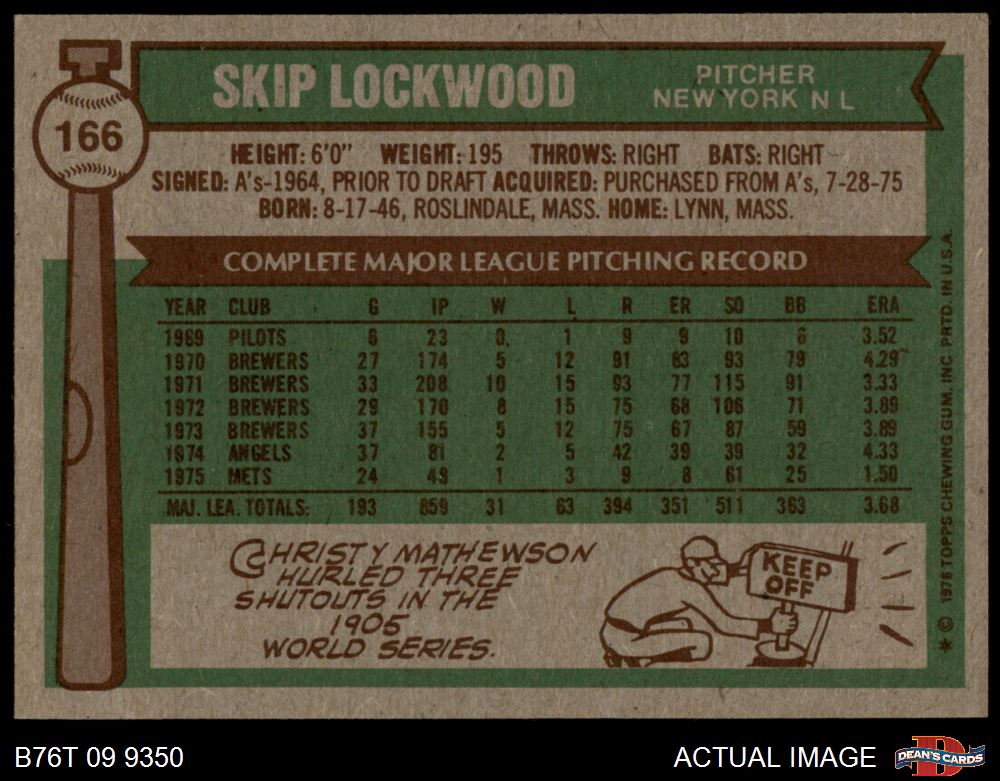 166
SKIP LOCKWOOD
PITCHER
NEW YORK N L
HEIGHT: 6'0" WEIGHT: 195 THROWS: RIGHT BATS: RIGHT
SIGNED: A's-1964, PRIOR TO DRAFT ACQUIRED: PURCHASED FROM A's, 7-28-75
BORN: 8-17-46, ROSLINDALE, MASS. HOME: LYNN, MASS.
COMPLETE MAJOR LEAGUE PITCHING RECORD
YEAR CLUB G IP W L R ER SO BB ERA
1969 PILOTS 6 23 0 1 9 9 10 6 3.52
1970 BREWERS 27 174 5 12 91 83 93 79 4.29
1971 BREWERS 33 208 10 15 93 77 115 91 3.33
1972 BREWERS 29 170 8 15 75 68 106 71 3.89
1973 BREWERS 37 155 5 12 75 67 87 59 3.89
1974 ANGELS 37 81 2 5 42 39 39 32 4.33
1975 METS 24 48 1 3 9 8 61 25 1.50
MAJ. LEA. TOTALS: 193 859 31 63 394 351 511 363 3.68
CHRISTY MATHEWSON
HURLED THREE
SHUTOUTS IN THE
1905
WORLD SERIES.
KEEP
OFF
* © 1976 TOPPS CHEWING GUM, INC. PRTD. IN U.S.A.
B76T 09 9350
ACTUAL IMAGE
DEAN'S CARDS